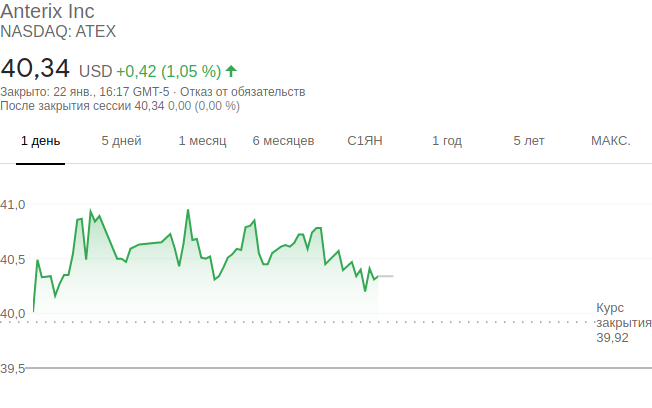 Anterix Inc
NASDAQ: ATEX
40,34 USD +0,42 (1,05 %)
Закрыто: 22 янв., 16:17 GMT-5 · Отказ от обязательств
После закрытия сессии 40,34 0,00 (0,00 %)
1 день 5 дней 1 месяц 6 месяцев С1ЯН 1 год 5 лет МАКС.
41,0
40,5
40,0
Курс
закрытия
39,92
39,5